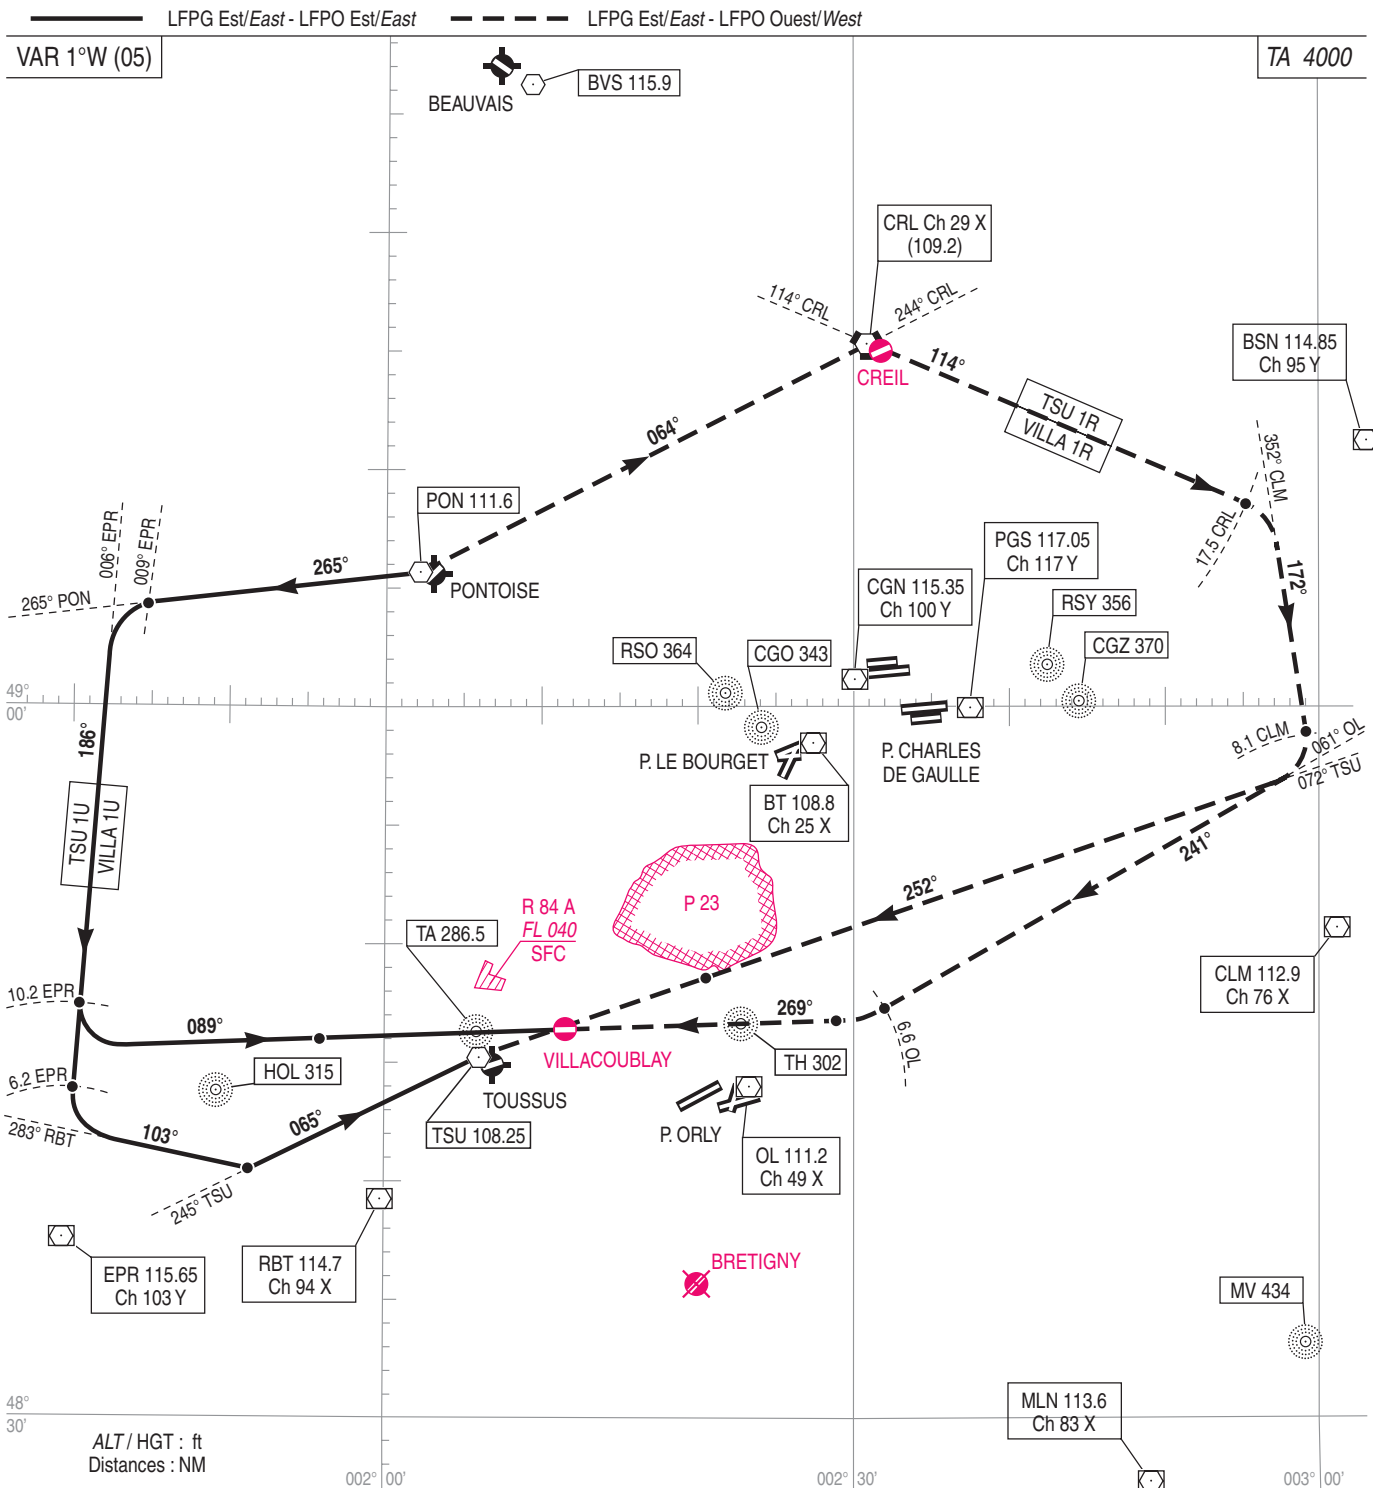 LFPG Est/East - LFPO Est/East
LFPG Est/East - LFPO Ouest/West
VAR 1°W (05)
TA 4000
BEAUVAIS
BVS 115.9
CRL Ch 29 X
(109.2)
114° CRL
244° CRL
CREIL
114°
BSN 114.85
Ch 95 Y
TSU 1R
VILLA 1R
064°
352° CLM
17.5 CRL
172°
PON 111.6
006° EPR
009° EPR
265°
265° PON
PONTOISE
PGS 117.05
Ch 117 Y
CGN 115.35
Ch 100 Y
RSY 356
CGZ 370
RSO 364
CGO 343
49°
00'
186°
P. LE BOURGET
P. CHARLES
DE GAULLE
8.1 CLM
061° OL
072° TSU
BT 108.8
Ch 25 X
TSU 1U
VILLA 1U
241°
252°
P 23
R 84 A
FL 040
SFC
TA 286.5
CLM 112.9
Ch 76 X
10.2 EPR
089°
269°
6.6 OL
VILLACOUBLAY
TH 302
HOL 315
6.2 EPR
TOUSSUS
065°
103°
283° RBT
TSU 108.25
P. ORLY
OL 111.2
Ch 49 X
245° TSU
EPR 115.65
Ch 103 Y
RBT 114.7
Ch 94 X
BRETIGNY
MV 434
48°
30'
MLN 113.6
Ch 83 X
ALT / HGT : ft
Distances : NM
002° 00'
002° 30'
003° 00'